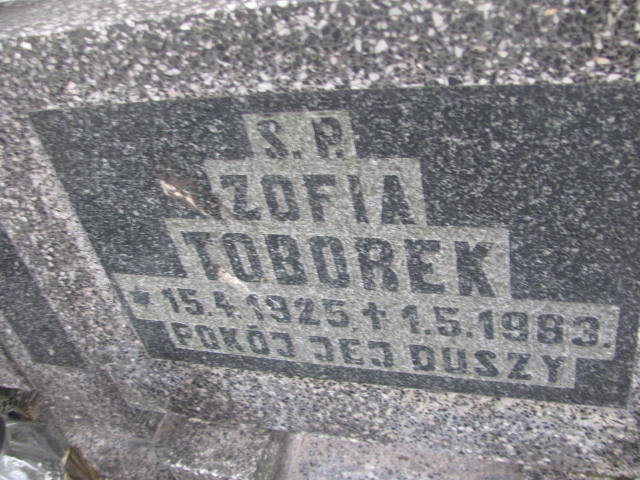 S. P.
ZOFIA
TOBOREK
* 15.4.1925 † 1.5.1983.
POKÓJ JEJ DUSZY